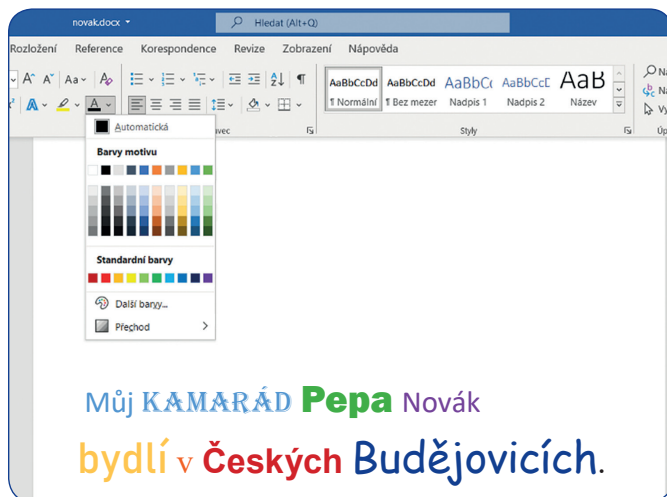 novak.docx
Hledat (Alt+Q)
Rozložení Reference Korespondence Revize Zobrazení Nápověda
Aa
AaBbCcDd AaBbCcDd AaBbCc AaBbCcE AaB
¶ Normální ¶ Bez mezer Nadpis 1 Nadpis 2 Název
Styly
Automatická
Barvy motivu
Standardní barvy
Další barvy...
Přechod
Můj KAMARÁD Pepa Novák
bydlí v Českých Budějovicích.